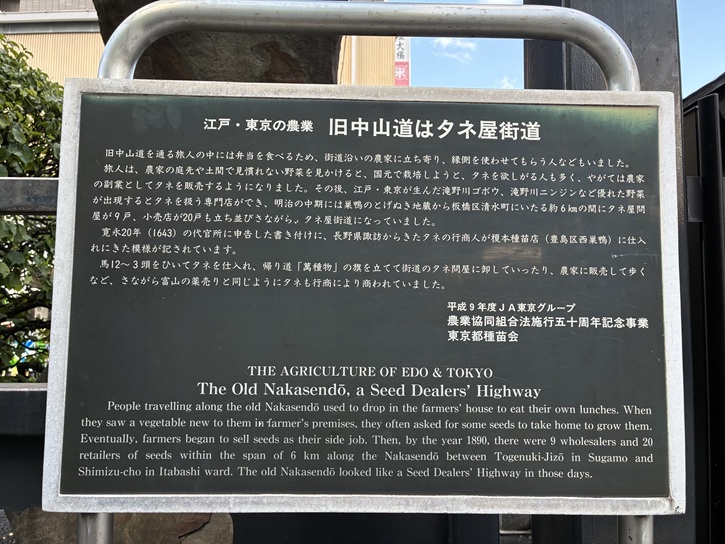 江戸・東京の農業 旧中山道はタネ屋街道
旧中山道を通る旅人の中には弁当を食べるため、街道沿いの農家に立ち寄り、縁側を使わせてもらう人などもいました。
旅人は、農家の庭先や土間で見慣れない野菜を見かけると、国元で栽培しようと、タネを欲しがる人も多く、やがては農家
の副業としてタネを販売するようになりました。その後、江戸・東京が生んだ滝野川ゴボウ、滝野川ニンジンなど優れた野菜
が出現するとタネを扱う専門店ができ、明治の中期には巣鴨のとげぬき地蔵から板橋区清水町にいたる約6㎞の間にタネ屋問
屋が9戸、小売店が20戸も立ち並びさながら、タネ屋街道になっていました。
寛永20年（1643）の代官所に申告した書き付けに、長野県諏訪からきたタネの行商人が榎本種苗店（豊島区西巣鴨）に仕入
れにきた模様が記されています。
馬12〜3頭をひいてタネを仕入れ、帰り道「萬種物」の旗を立てて街道のタネ問屋に卸していったり、農家に販売して歩く
など、さながら富山の薬売りと同じようにタネも行商により商われていました。
平成9年度JA東京グループ
農業協同組合法施行五十周年記念事業
東京都種苗会
THE AGRICULTURE OF EDO & TOKYO
The Old Nakasendō, a Seed Dealers' Highway
People travelling along the old Nakasendō used to drop in the farmers' house to eat their own lunches. When
they saw a vegetable new to them in farmer's premises, they often asked for some seeds to take home to grow them.
Eventually, farmers began to sell seeds as their side job. Then, by the year 1890, there were 9 wholesalers and 20
retailers of seeds within the span of 6 km along the Nakasendō between Togenuki-Jizō in Sugamo and
Shimizu-cho in Itabashi ward. The old Nakasendō looked like a Seed Dealers' Highway in those days.